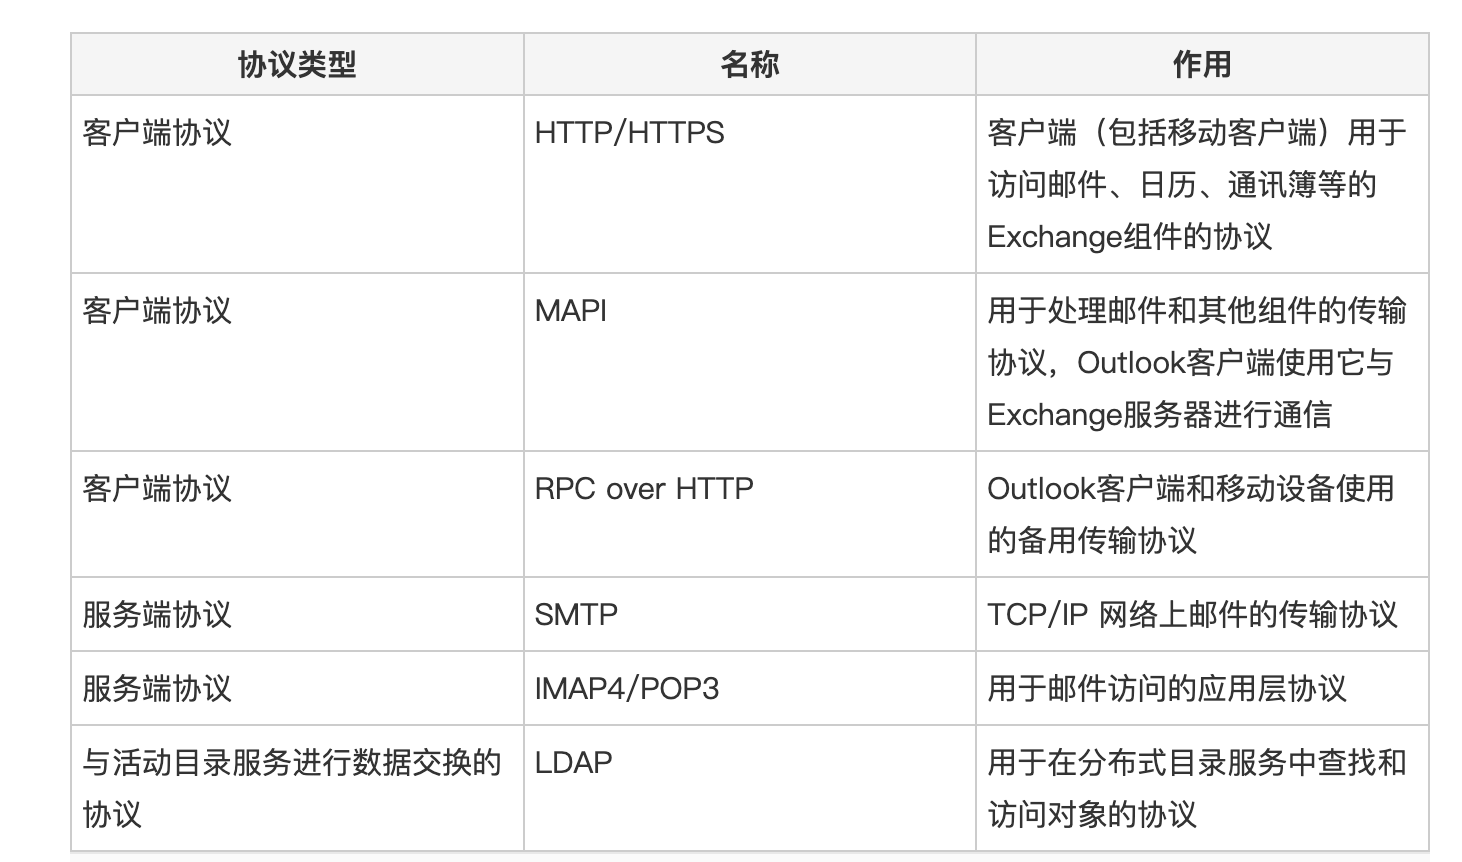 协议类型 名称 作用
客户端协议 HTTP/HTTPS 客户端（包括移动客户端）用于
访问邮件、日历、通讯簿等的
Exchange组件的协议
客户端协议 MAPI 用于处理邮件和其他组件的传输
协议，Outlook客户端使用它与
Exchange服务器进行通信
客户端协议 RPC over HTTP Outlook客户端和移动设备使用
的备用传输协议
服务端协议 SMTP TCP/IP 网络上邮件的传输协议
服务端协议 IMAP4/POP3 用于邮件访问的应用层协议
与活动目录服务进行数据交换的 LDAP 用于在分布式目录服务中查找和
协议 访问对象的协议